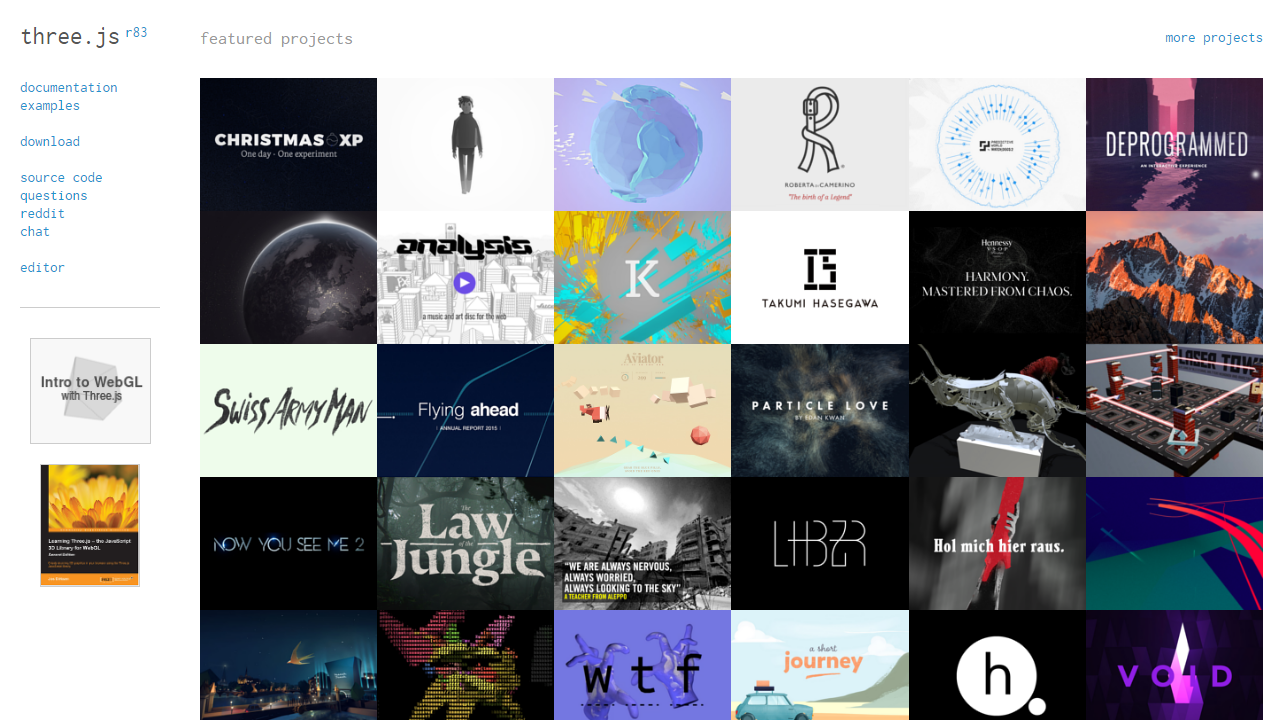 three.js r83
featured projects
more projects
documentation
examples
download
source code
questions
reddit
chat
editor
Intro to WebGL
with Three.js
Learning Three.js – the JavaScript
3D Library for WebGL
Second Edition
CHRISTMAS XP
One day - One experiment
ROBERTA DI CAMERINO
"The birth of a Legend"
DEPROGRAMMED
AN INTERACTIVE EXPERIENCE
analysis
a music and art disc for the web
K
TAKUMI HASEGAWA
Hennessy
V.S.O.P
HARMONY.
MASTERED FROM CHAOS.
SWISS ARMY MAN
Flying ahead
ANNUAL REPORT 2015
the
Aviator
PARTICLE LOVE
BY EDAN KWAN
LASER TOWER
NOW YOU SEE ME 2
The
Law
of the
Jungle
"WE ARE ALWAYS NERVOUS,
ALWAYS WORRIED,
ALWAYS LOOKING TO THE SKY"
A TEACHER FROM ALEPPO
Hol mich hier raus.
wtf
a short
journey
h
VOID